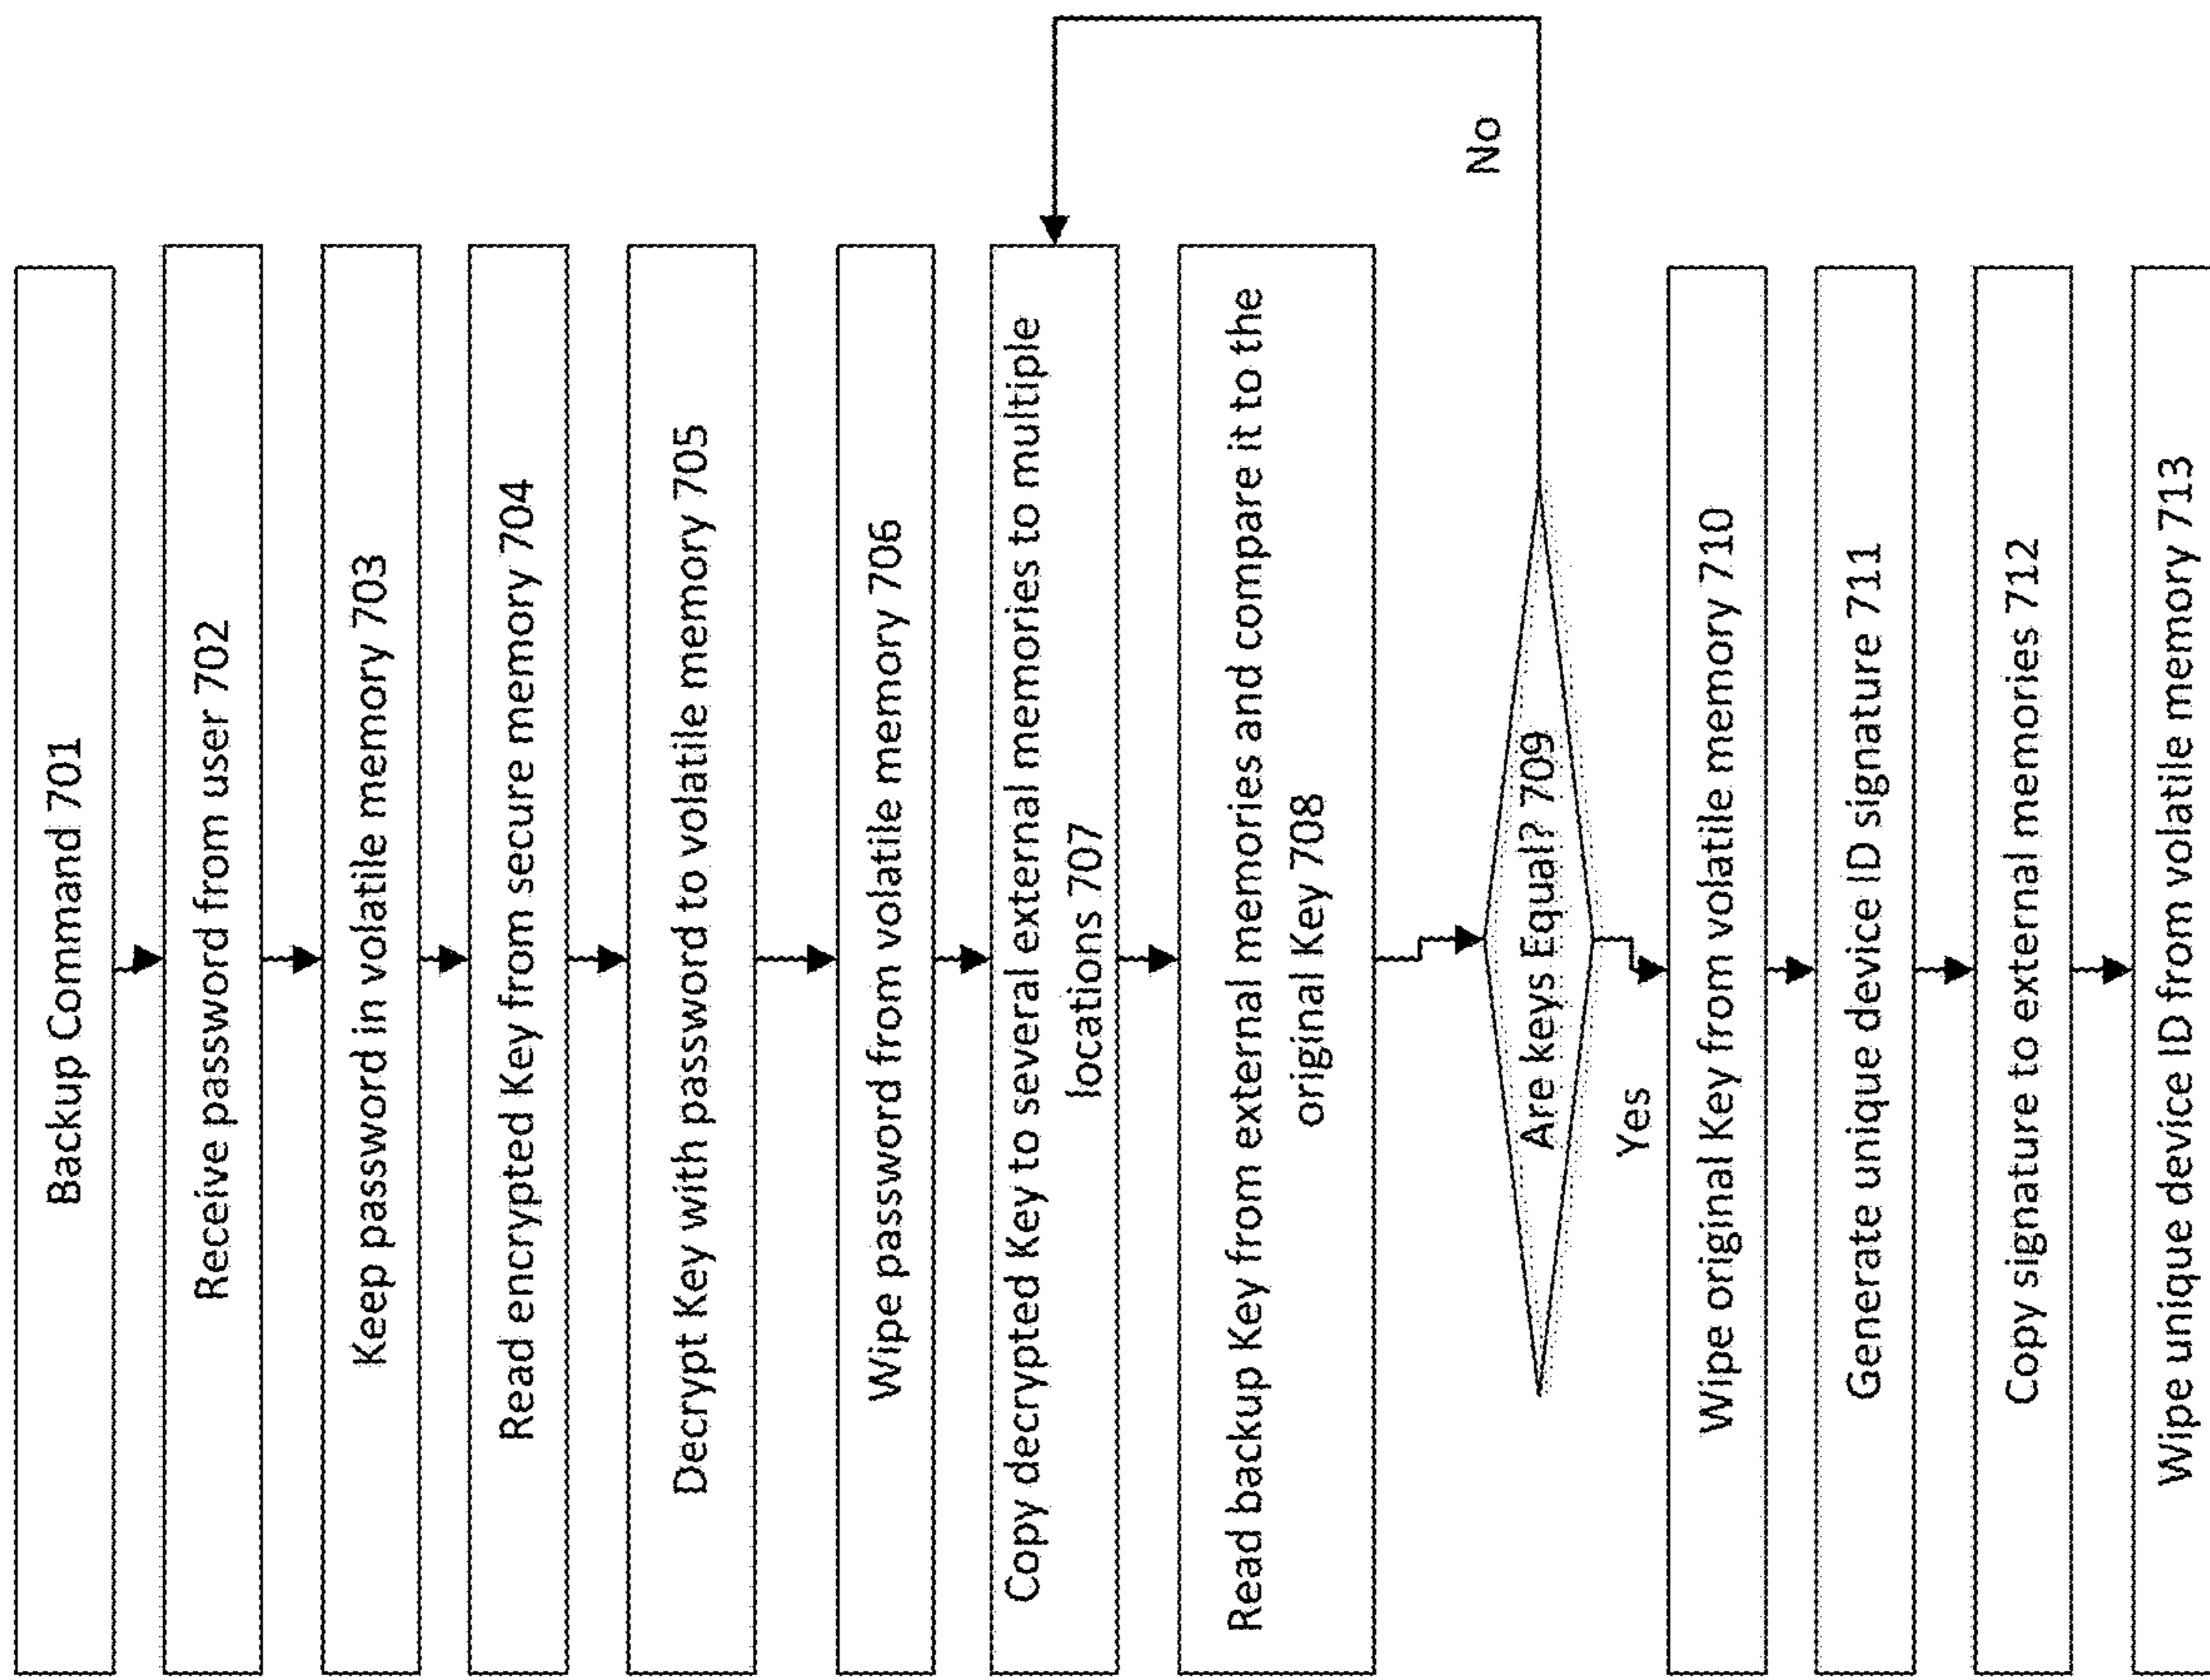 Backup Command 701
Receive password from user 702
Keep password in volatile memory 703
Read encrypted Key from secure memory 704
Decrypt Key with password to volatile memory 705
Wipe password from volatile memory 706
Copy decrypted Key to several external memories to multiple
locations 707
Read backup Key from external memories and compare it to the
original Key 708
Are keys Equal? 709
No
Yes
Wipe original Key from volatile memory 710
Generate unique device ID signature 711
Copy signature to external memories 712
Wipe unique device ID from volatile memory 713